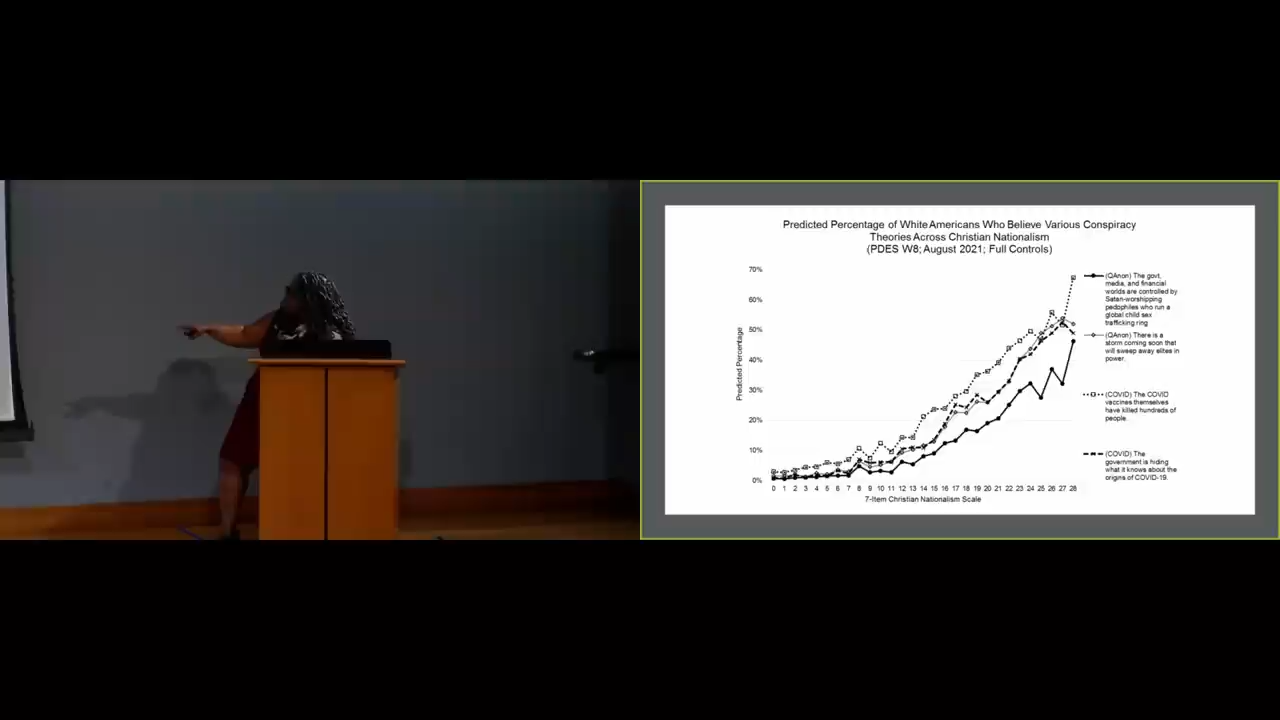 Predicted Percentage of White Americans Who Believe Various Conspiracy
Theories Across Christian Nationalism
(PDES W8; August 2021; Full Controls)
70%
60%
50%
40%
30%
20%
10%
0%
Predicted Percentage
0 1 2 3 4 5 6 7 8 9 10 11 12 13 14 15 16 17 18 19 20 21 22 23 24 25 26 27 28
7-Item Christian Nationalism Scale
(QAnon) The govt,
media, and financial
worlds are controlled by
Satan-worshipping
pedophiles who run a
global child sex
trafficking ring
(QAnon) There is a
storm coming soon that
will sweep away elites in
power.
(COVID) The COVID
vaccines themselves
have killed hundreds of
people.
(COVID) The
government is hiding
what it knows about the
origins of COVID-19.